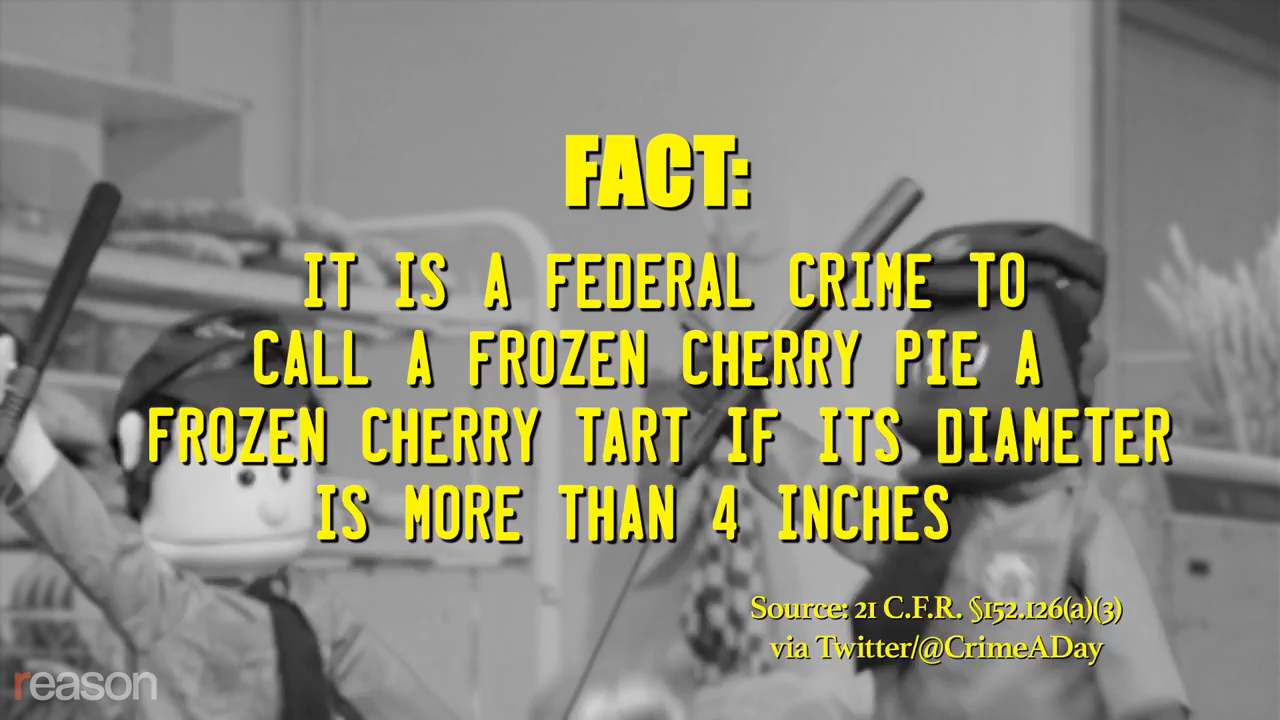 FACT:
IT IS A FEDERAL CRIME TO
CALL A FROZEN CHERRY PIE A
FROZEN CHERRY TART IF ITS DIAMETER
IS MORE THAN 4 INCHES
Source: 21 C.F.R. §152.126(a)(3)
via Twitter/@CrimeADay
reason